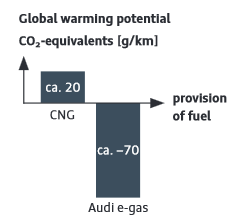 Global warming potential
CO₂-equivalents [g/km]
ca. 20
provision
of fuel
CNG
ca. –70
Audi e-gas